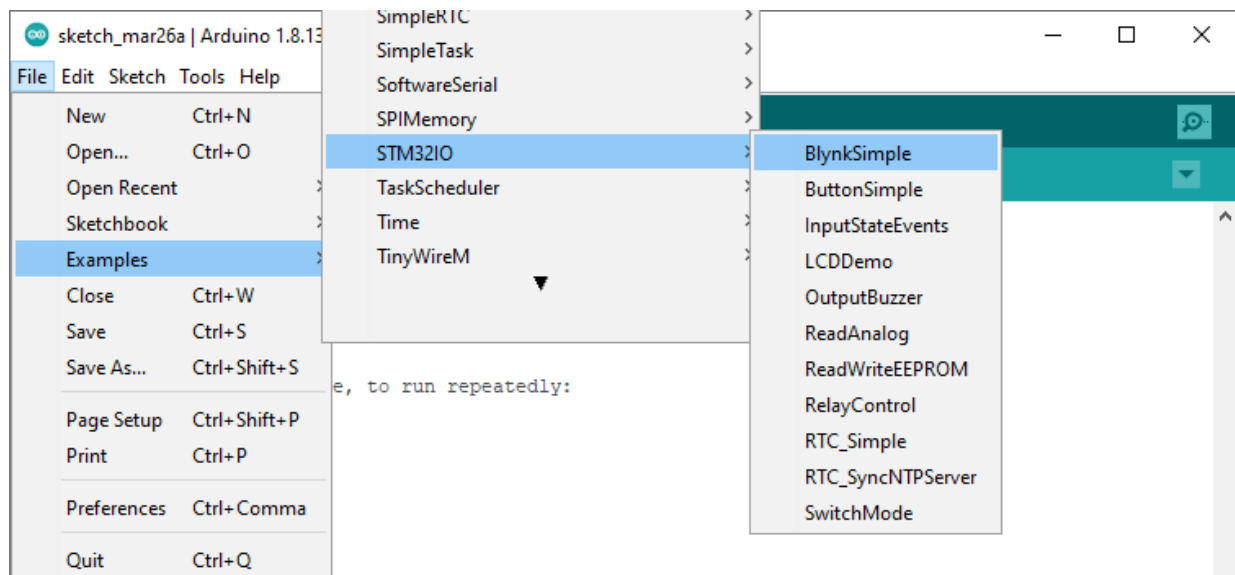 sketch_mar26a | Arduino 1.8.13
File Edit Sketch Tools Help
New Ctrl+N
Open... Ctrl+O
Open Recent
Sketchbook
Examples
Close Ctrl+W
Save Ctrl+S
Save As... Ctrl+Shift+S
Page Setup Ctrl+Shift+P
Print Ctrl+P
Preferences Ctrl+Comma
Quit Ctrl+Q
SimpleRTC
SimpleTask
SoftwareSerial
SPIMemory
STM32IO
TaskScheduler
Time
TinyWireM
BlynkSimple
ButtonSimple
InputStateEvents
LCDDemo
OutputBuzzer
ReadAnalog
ReadWriteEEPROM
RelayControl
RTC_Simple
RTC_SyncNTPServer
SwitchMode
e, to run repeatedly: